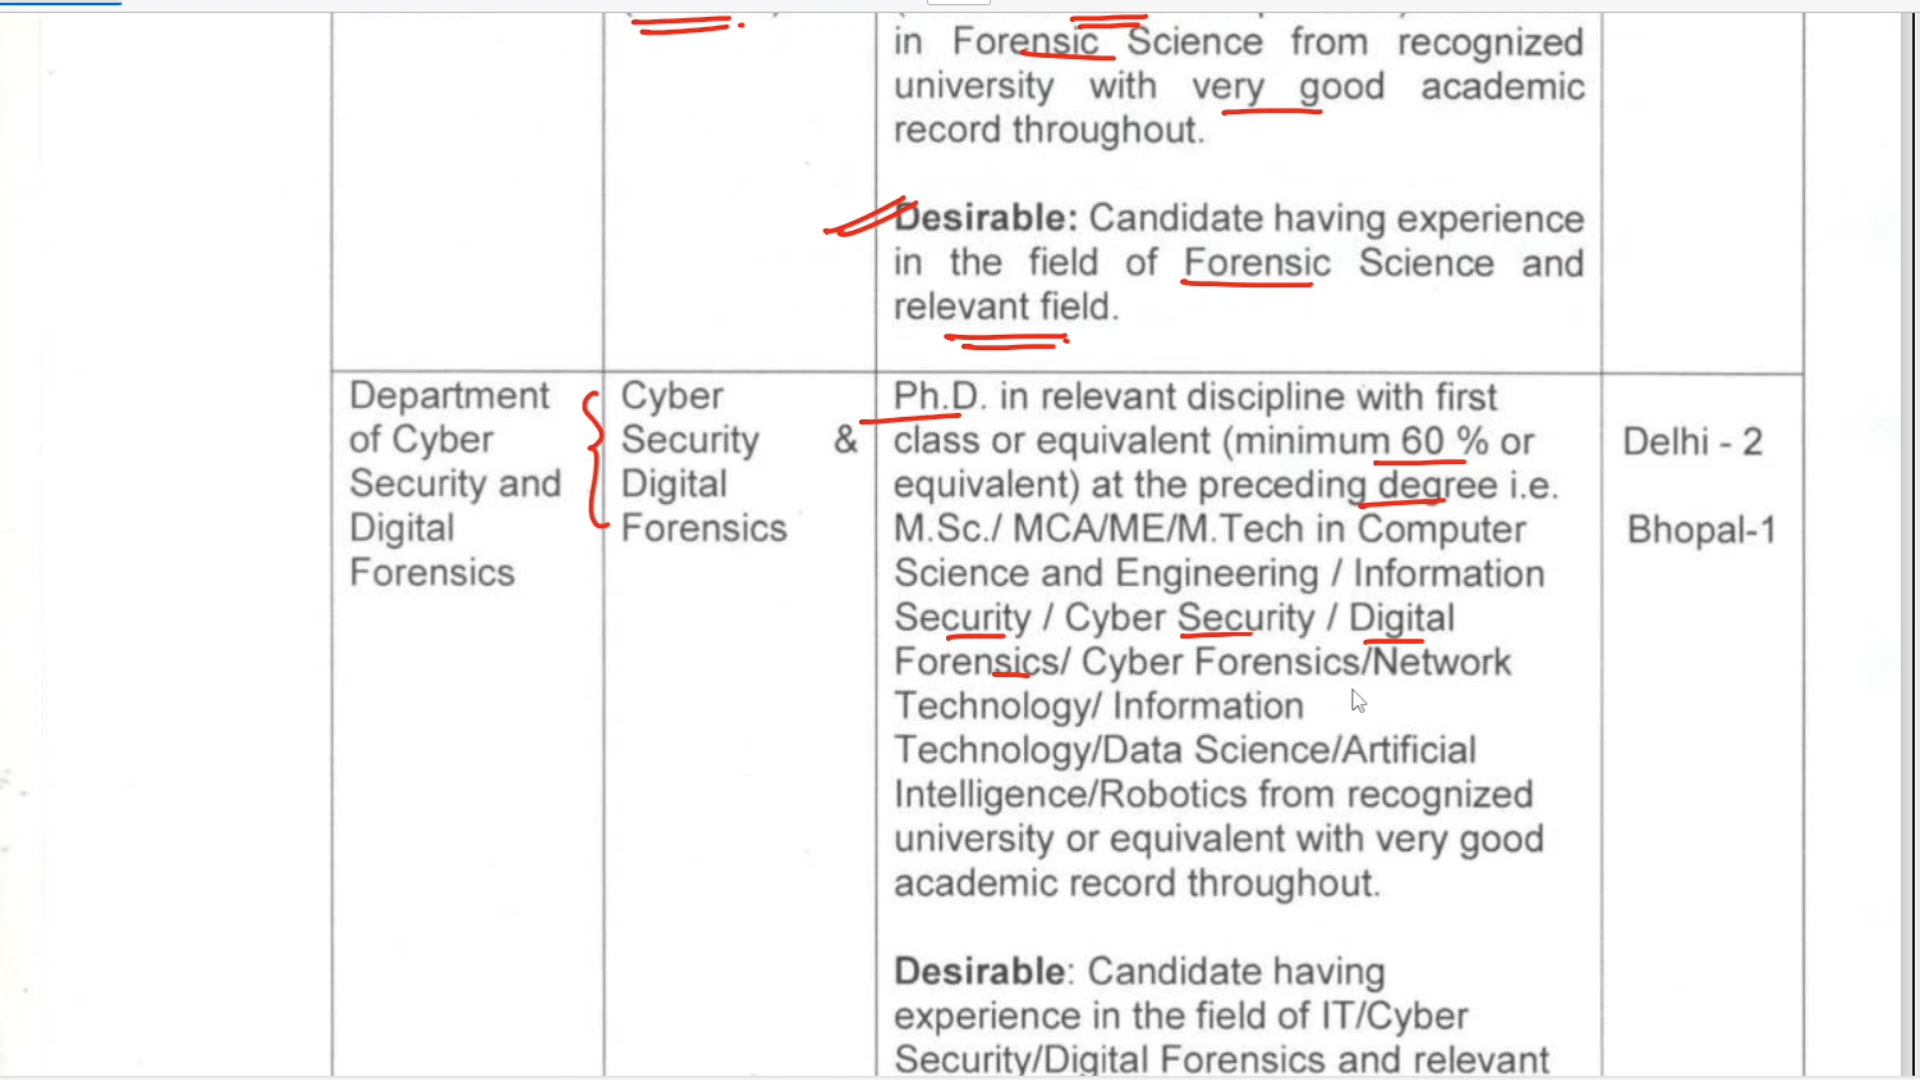 in Forensic Science from recognized
university with very good academic
record throughout.
Desirable: Candidate having experience
in the field of Forensic Science and
relevant field.
Department
of Cyber
Security and
Digital
Forensics
Cyber
Security &
Digital
Forensics
Ph.D. in relevant discipline with first
class or equivalent (minimum 60 % or
equivalent) at the preceding degree i.e.
M.Sc./ MCA/ME/M.Tech in Computer
Science and Engineering / Information
Security / Cyber Security / Digital
Forensics/ Cyber Forensics/Network
Technology/ Information
Technology/Data Science/Artificial
Intelligence/Robotics from recognized
university or equivalent with very good
academic record throughout.
Desirable: Candidate having
experience in the field of IT/Cyber
Security/Digital Forensics and relevant
Delhi - 2
Bhopal-1